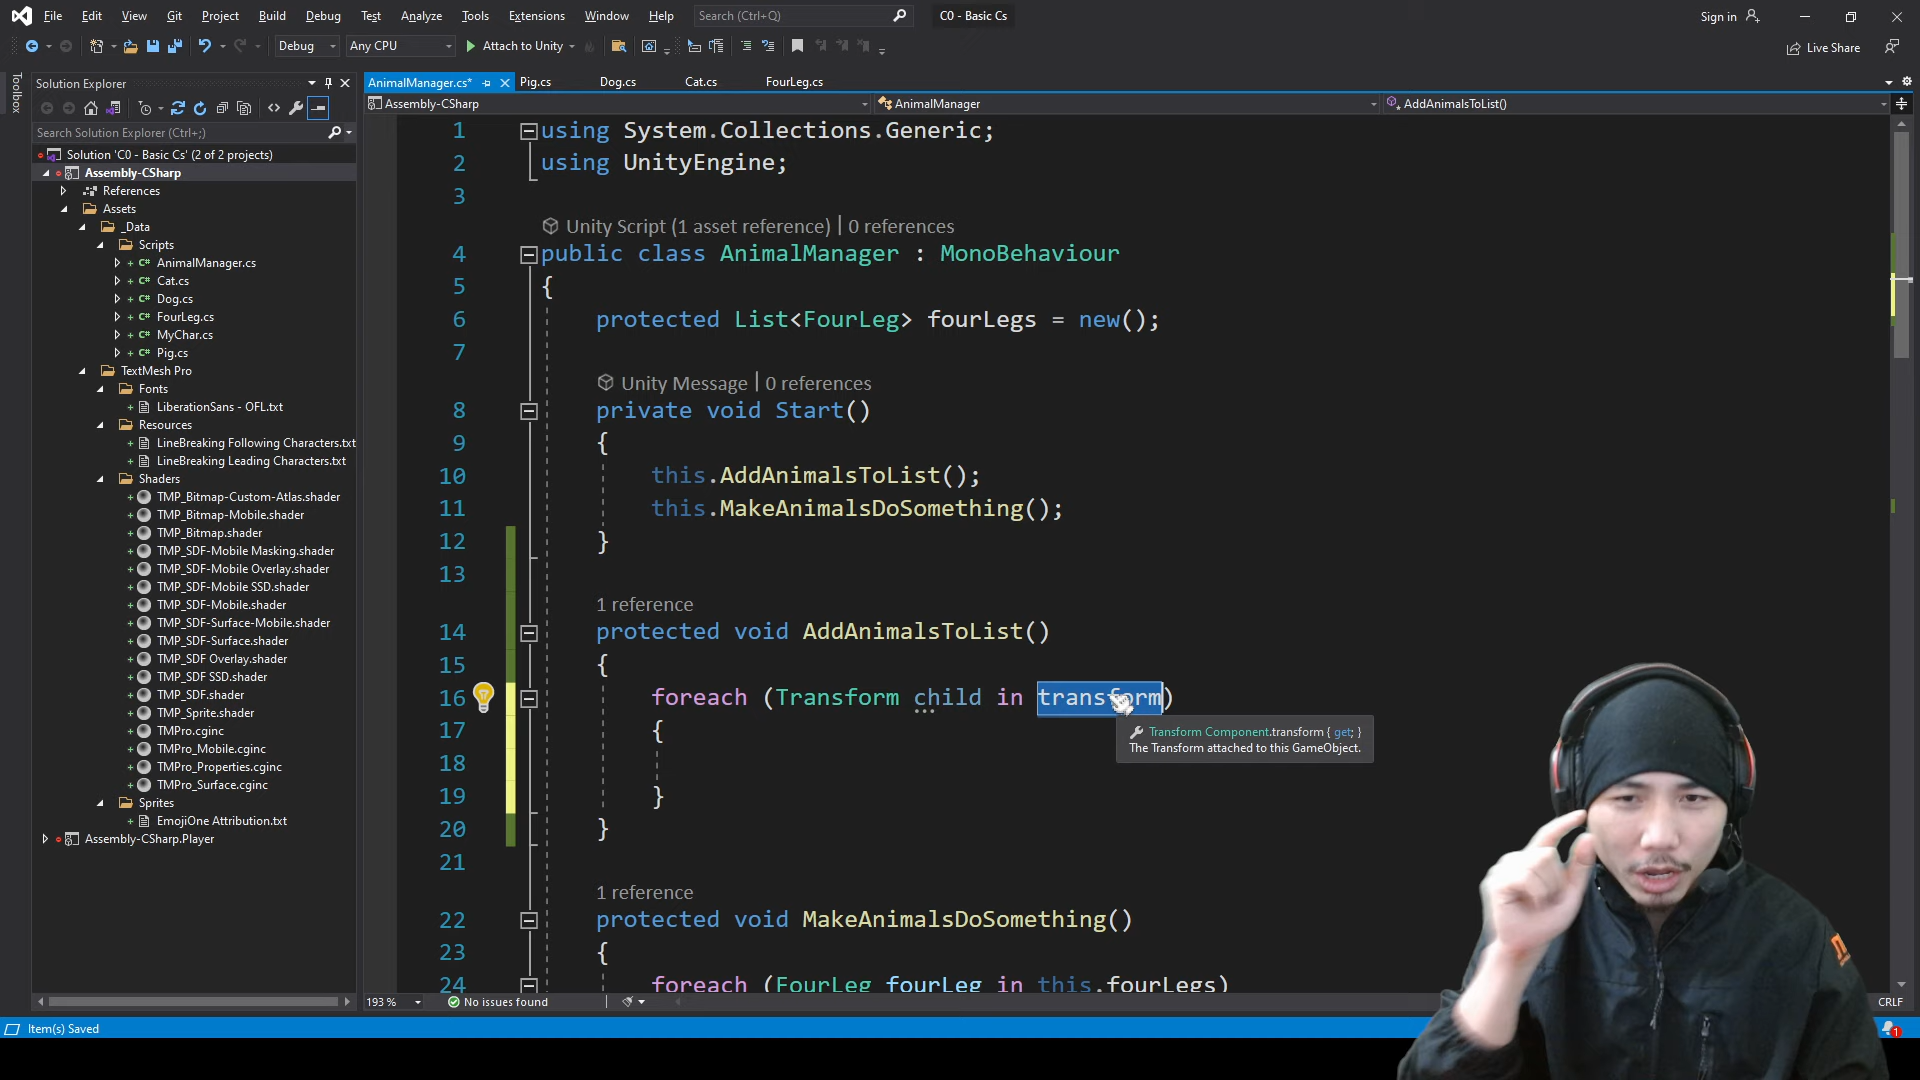 File Edit View Git Project Build Debug Test Analyze Tools Extensions Window Help Search (Ctrl+Q) C0 - Basic Cs Sign in
Debug Any CPU Attach to Unity Live Share
Toolbox
Solution Explorer
Search Solution Explorer (Ctrl+;)
Solution 'C0 - Basic Cs' (2 of 2 projects)
Assembly-CSharp
References
Assets
_Data
Scripts
C# AnimalManager.cs
C# Cat.cs
C# Dog.cs
C# FourLeg.cs
C# MyChar.cs
C# Pig.cs
TextMesh Pro
Fonts
LiberationSans - OFL.txt
Resources
LineBreaking Following Characters.txt
LineBreaking Leading Characters.txt
Shaders
TMP_Bitmap-Custom-Atlas.shader
TMP_Bitmap-Mobile.shader
TMP_Bitmap.shader
TMP_SDF-Mobile Masking.shader
TMP_SDF-Mobile Overlay.shader
TMP_SDF-Mobile SSD.shader
TMP_SDF-Mobile.shader
TMP_SDF-Surface-Mobile.shader
TMP_SDF-Surface.shader
TMP_SDF Overlay.shader
TMP_SDF SSD.shader
TMP_SDF.shader
TMP_Sprite.shader
TMPro.cginc
TMPro_Mobile.cginc
TMPro_Properties.cginc
TMPro_Surface.cginc
Sprites
EmojiOne Attribution.txt
Assembly-CSharp.Player
AnimalManager.cs* Pig.cs Dog.cs Cat.cs FourLeg.cs
Assembly-CSharp AnimalManager AddAnimalsToList()
1 using System.Collections.Generic;
2 using UnityEngine;
3
Unity Script (1 asset reference) | 0 references
4 public class AnimalManager : MonoBehaviour
5 {
6 protected List<FourLeg> fourLegs = new();
7
Unity Message | 0 references
8 private void Start()
9 {
10 this.AddAnimalsToList();
11 this.MakeAnimalsDoSomething();
12 }
13
1 reference
14 protected void AddAnimalsToList()
15 {
16 foreach (Transform child in transform)
17 {
Transform Component.transform { get; }
The Transform attached to this GameObject.
18
19 }
20 }
21
1 reference
22 protected void MakeAnimalsDoSomething()
23 {
24 foreach (FourLeg fourLeg in this.fourLegs)
193 % No issues found CRLF
Item(s) Saved 1